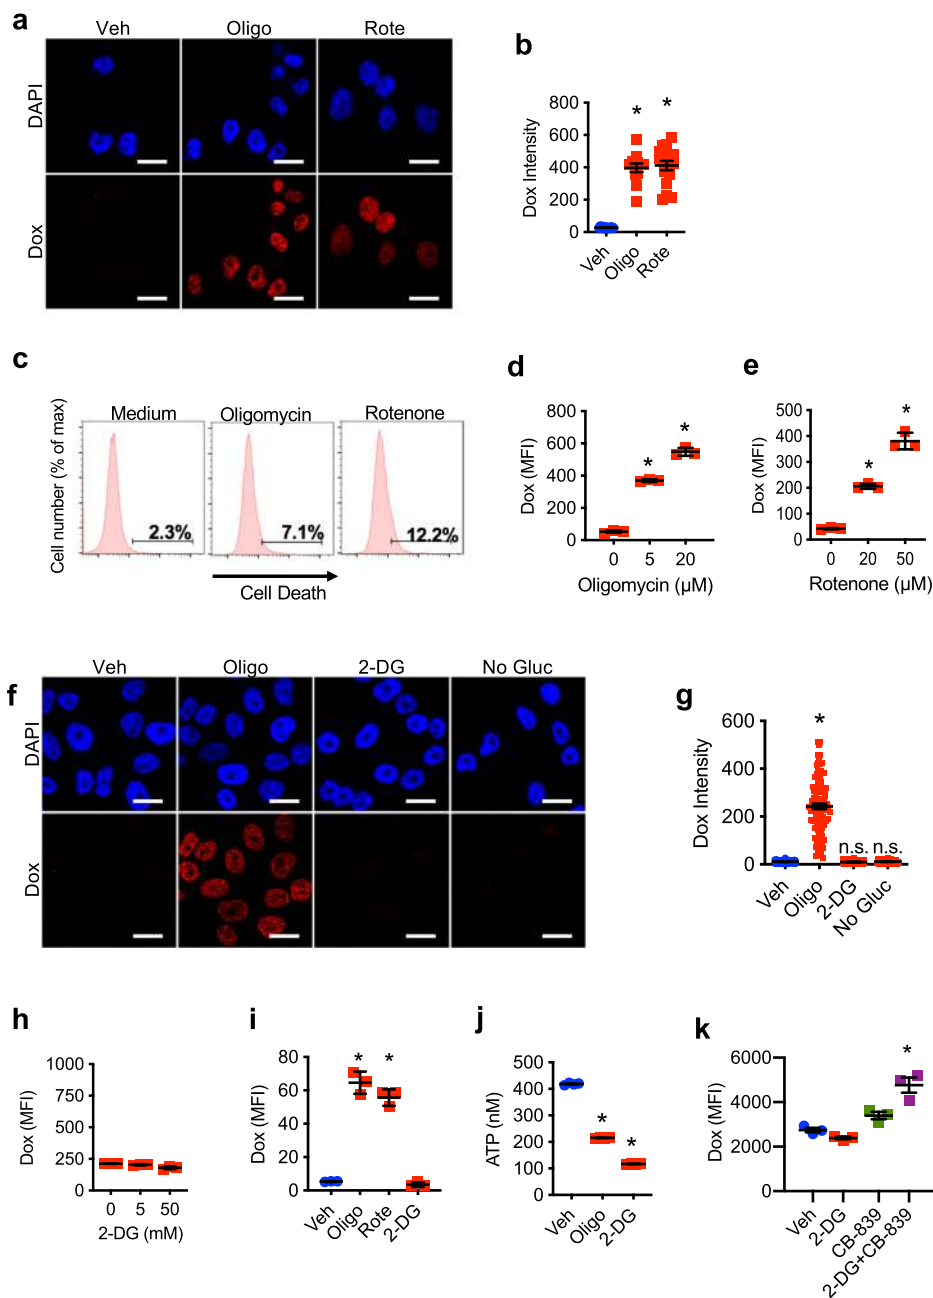 a
Veh Oligo Rote
DAPI
Dox
b
Dox Intensity
800
600
400
200
0
* *
Veh Oligo Rote
c
Cell number (% of max)
Medium Oligomycin Rotenone
2.3% 7.1% 12.2%
Cell Death
d
Dox (MFI)
800
600
400
200
0
* *
0 5 20
Oligomycin (µM)
e
Dox (MFI)
500
400
300
200
100
0
* *
0 20 50
Rotenone (µM)
f
Veh Oligo 2-DG No Gluc
DAPI
Dox
g
Dox Intensity
600
400
200
0
*
n.s. n.s.
Veh Oligo 2-DG No Gluc
h
Dox (MFI)
1000
750
500
250
0
0 5 50
2-DG (mM)
i
Dox (MFI)
80
60
40
20
0
* *
Veh Oligo Rote 2-DG
j
ATP (nM)
500
400
300
200
100
0
* *
Veh Oligo 2-DG
k
Dox (MFI)
6000
4000
2000
0
*
Veh 2-DG CB-839 2-DG+CB-839